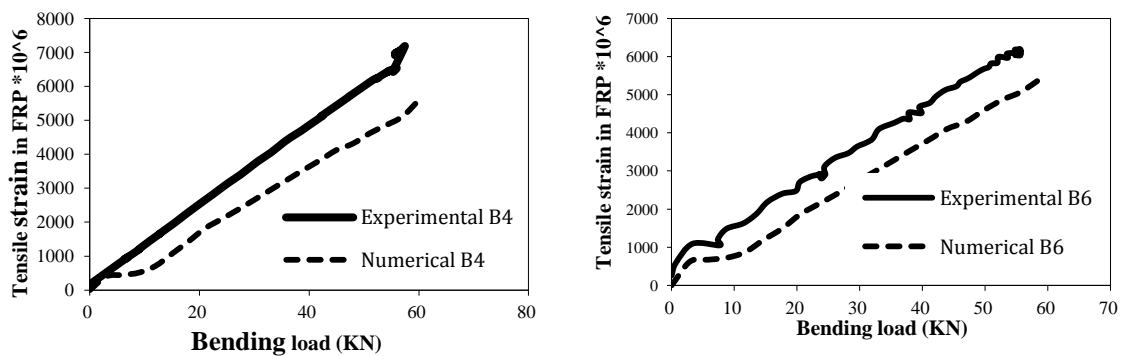 Tensile strain in FRP *10^6
8000
7000
6000
5000
4000
3000
2000
1000
0
0 20 40 60 80
Bending load (KN)
Experimental B4
Numerical B4
Tensile strain in FRP *10^6
7000
6000
5000
4000
3000
2000
1000
0
0 10 20 30 40 50 60 70
Bending load (KN)
Experimental B6
Numerical B6